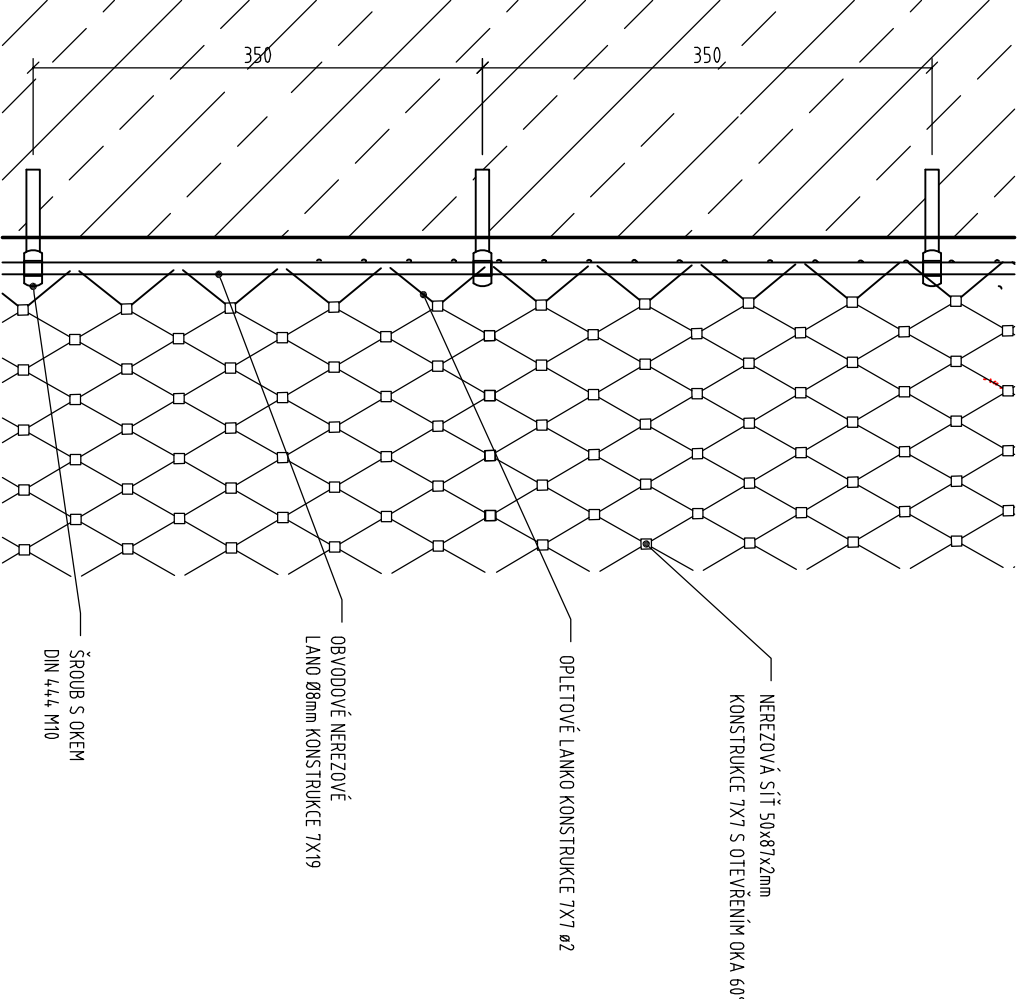 350
350
ŠROUB S OKEM
DIN 444 M10
OBVODOVÉ NEREZOVÉ
LANO Ø8mm KONSTRUKCE 7X19
OPLETOVÉ LANKO KONSTRUKCE 7X7 ø2
NEREZOVÁ SÍŤ 50x87x2mm
KONSTRUKCE 7X7 S OTEVŘENÍM OKA 60°